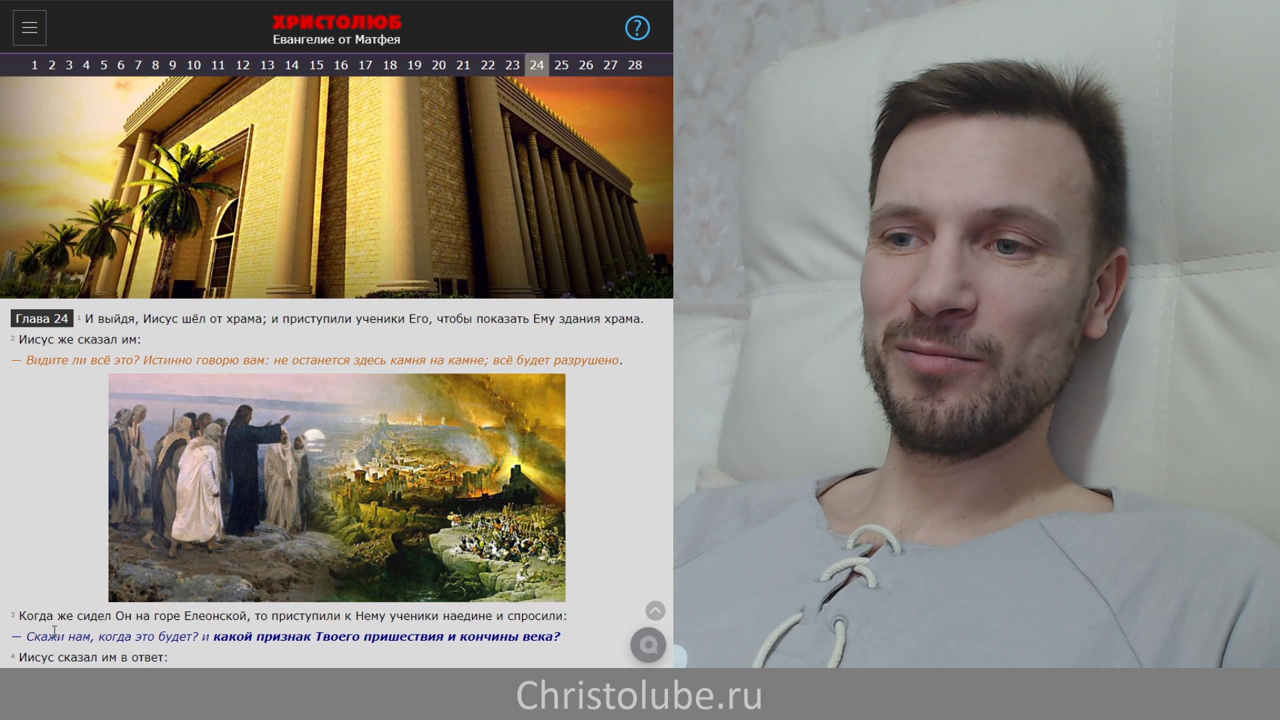 ХРИСТОЛЮБ
Евангелие от Матфея
?
1 2 3 4 5 6 7 8 9 10 11 12 13 14 15 16 17 18 19 20 21 22 23 24 25 26 27 28
Глава 24 1 И выйдя, Иисус шёл от храма; и приступили ученики Его, чтобы показать Ему здания храма.
2 Иисус же сказал им:
— Видите ли всё это? Истинно говорю вам: не останется здесь камня на камне; всё будет разрушено.
3 Когда же сидел Он на горе Елеонской, то приступили к Нему ученики наедине и спросили:
— Скажи нам, когда это будет? и какой признак Твоего пришествия и кончины века?
4 Иисус сказал им в ответ:
Christolube.ru